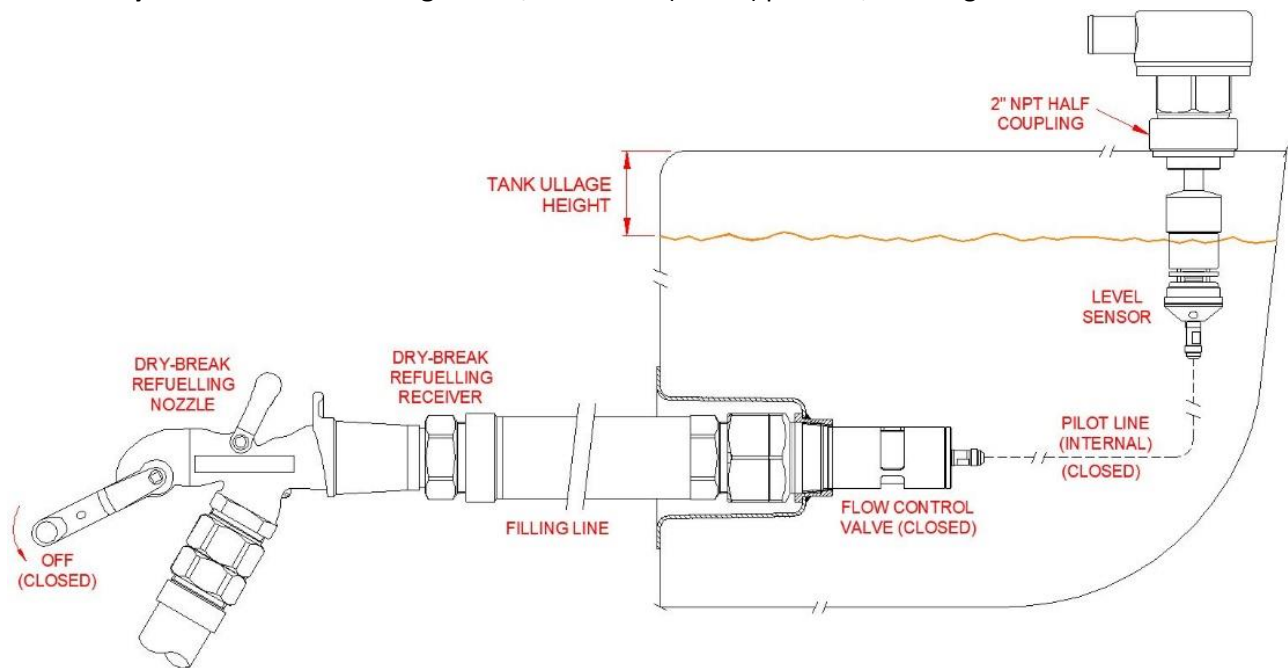 2" NPT HALF
COUPLING
TANK ULLAGE
HEIGHT
LEVEL
SENSOR
DRY-BREAK
REFUELLING
NOZZLE
DRY-BREAK
REFUELLING
RECEIVER
PILOT LINE
(INTERNAL)
(CLOSED)
FILLING LINE
FLOW CONTROL
VALVE (CLOSED)
OFF
(CLOSED)